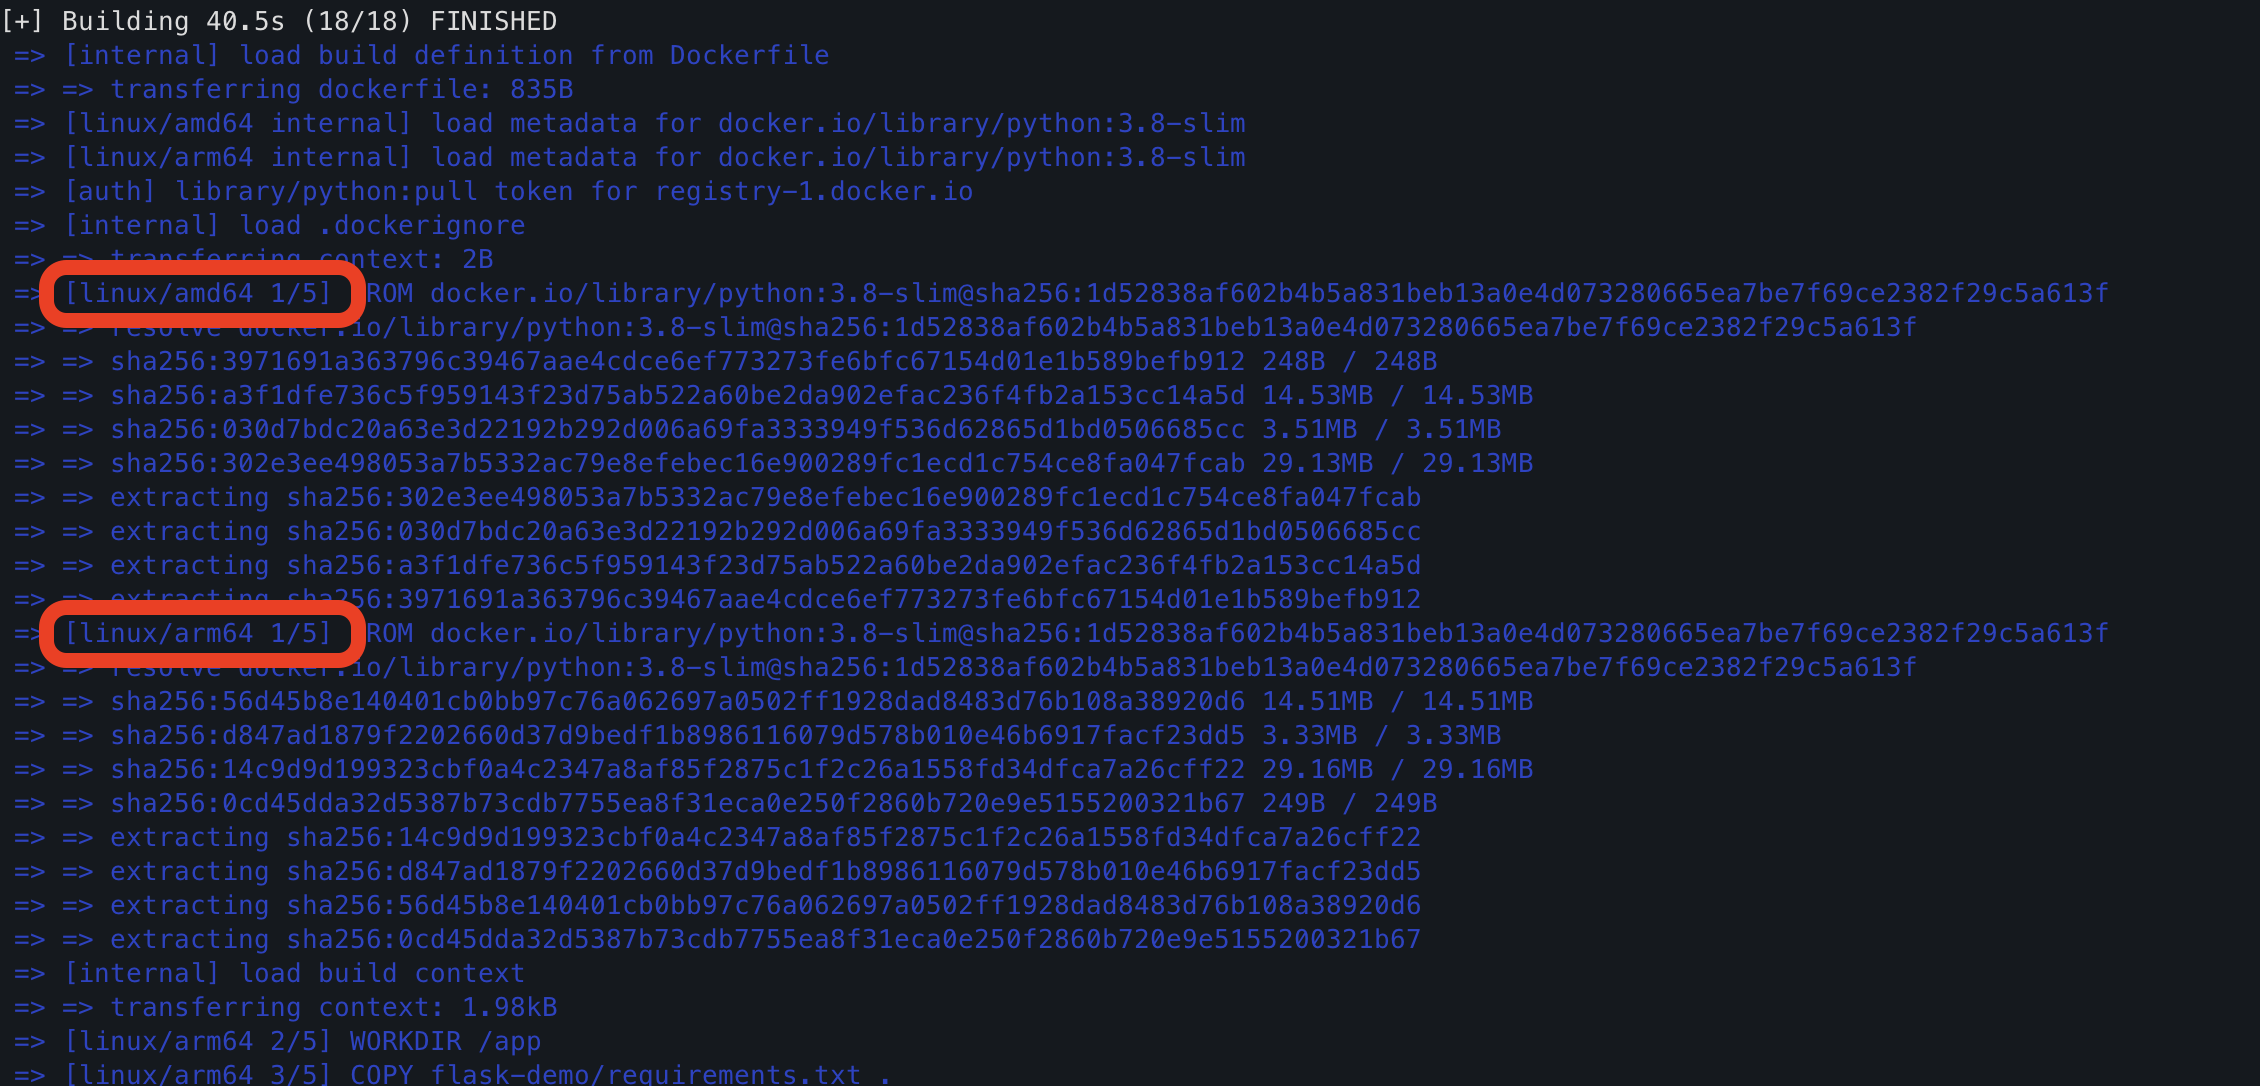 [+] Building 40.5s (18/18) FINISHED
=> [internal] load build definition from Dockerfile
=> => transferring dockerfile: 835B
=> [linux/amd64 internal] load metadata for docker.io/library/python:3.8-slim
=> [linux/arm64 internal] load metadata for docker.io/library/python:3.8-slim
=> [auth] library/python:pull token for registry-1.docker.io
=> [internal] load .dockerignore
=> => transferring context: 2B
=> [linux/amd64 1/5] ROM docker.io/library/python:3.8-slim@sha256:1d52838af602b4b5a831beb13a0e4d073280665ea7be7f69ce2382f29c5a613f
=> => resolve docker.io/library/python:3.8-slim@sha256:1d52838af602b4b5a831beb13a0e4d073280665ea7be7f69ce2382f29c5a613f
=> => sha256:3971691a363796c39467aae4cdce6ef773273fe6bfc67154d01e1b589befb912 248B / 248B
=> => sha256:a3f1dfe736c5f959143f23d75ab522a60be2da902efac236f4fb2a153cc14a5d 14.53MB / 14.53MB
=> => sha256:030d7bdc20a63e3d22192b292d006a69fa3333949f536d62865d1bd0506685cc 3.51MB / 3.51MB
=> => sha256:302e3ee498053a7b5332ac79e8efebec16e900289fc1ecd1c754ce8fa047fcab 29.13MB / 29.13MB
=> => extracting sha256:302e3ee498053a7b5332ac79e8efebec16e900289fc1ecd1c754ce8fa047fcab
=> => extracting sha256:030d7bdc20a63e3d22192b292d006a69fa3333949f536d62865d1bd0506685cc
=> => extracting sha256:a3f1dfe736c5f959143f23d75ab522a60be2da902efac236f4fb2a153cc14a5d
=> => extracting sha256:3971691a363796c39467aae4cdce6ef773273fe6bfc67154d01e1b589befb912
=> [linux/arm64 1/5] ROM docker.io/library/python:3.8-slim@sha256:1d52838af602b4b5a831beb13a0e4d073280665ea7be7f69ce2382f29c5a613f
=> => resolve docker.io/library/python:3.8-slim@sha256:1d52838af602b4b5a831beb13a0e4d073280665ea7be7f69ce2382f29c5a613f
=> => sha256:56d45b8e140401cb0bb97c76a062697a0502ff1928dad8483d76b108a38920d6 14.51MB / 14.51MB
=> => sha256:d847ad1879f2202660d37d9bedf1b8986116079d578b010e46b6917facf23dd5 3.33MB / 3.33MB
=> => sha256:14c9d9d199323cbf0a4c2347a8af85f2875c1f2c26a1558fd34dfca7a26cff22 29.16MB / 29.16MB
=> => sha256:0cd45dda32d5387b73cdb7755ea8f31eca0e250f2860b720e9e5155200321b67 249B / 249B
=> => extracting sha256:14c9d9d199323cbf0a4c2347a8af85f2875c1f2c26a1558fd34dfca7a26cff22
=> => extracting sha256:d847ad1879f2202660d37d9bedf1b8986116079d578b010e46b6917facf23dd5
=> => extracting sha256:56d45b8e140401cb0bb97c76a062697a0502ff1928dad8483d76b108a38920d6
=> => extracting sha256:0cd45dda32d5387b73cdb7755ea8f31eca0e250f2860b720e9e5155200321b67
=> [internal] load build context
=> => transferring context: 1.98kB
=> [linux/arm64 2/5] WORKDIR /app
=> [linux/arm64 3/5] COPY flask-demo/requirements.txt .